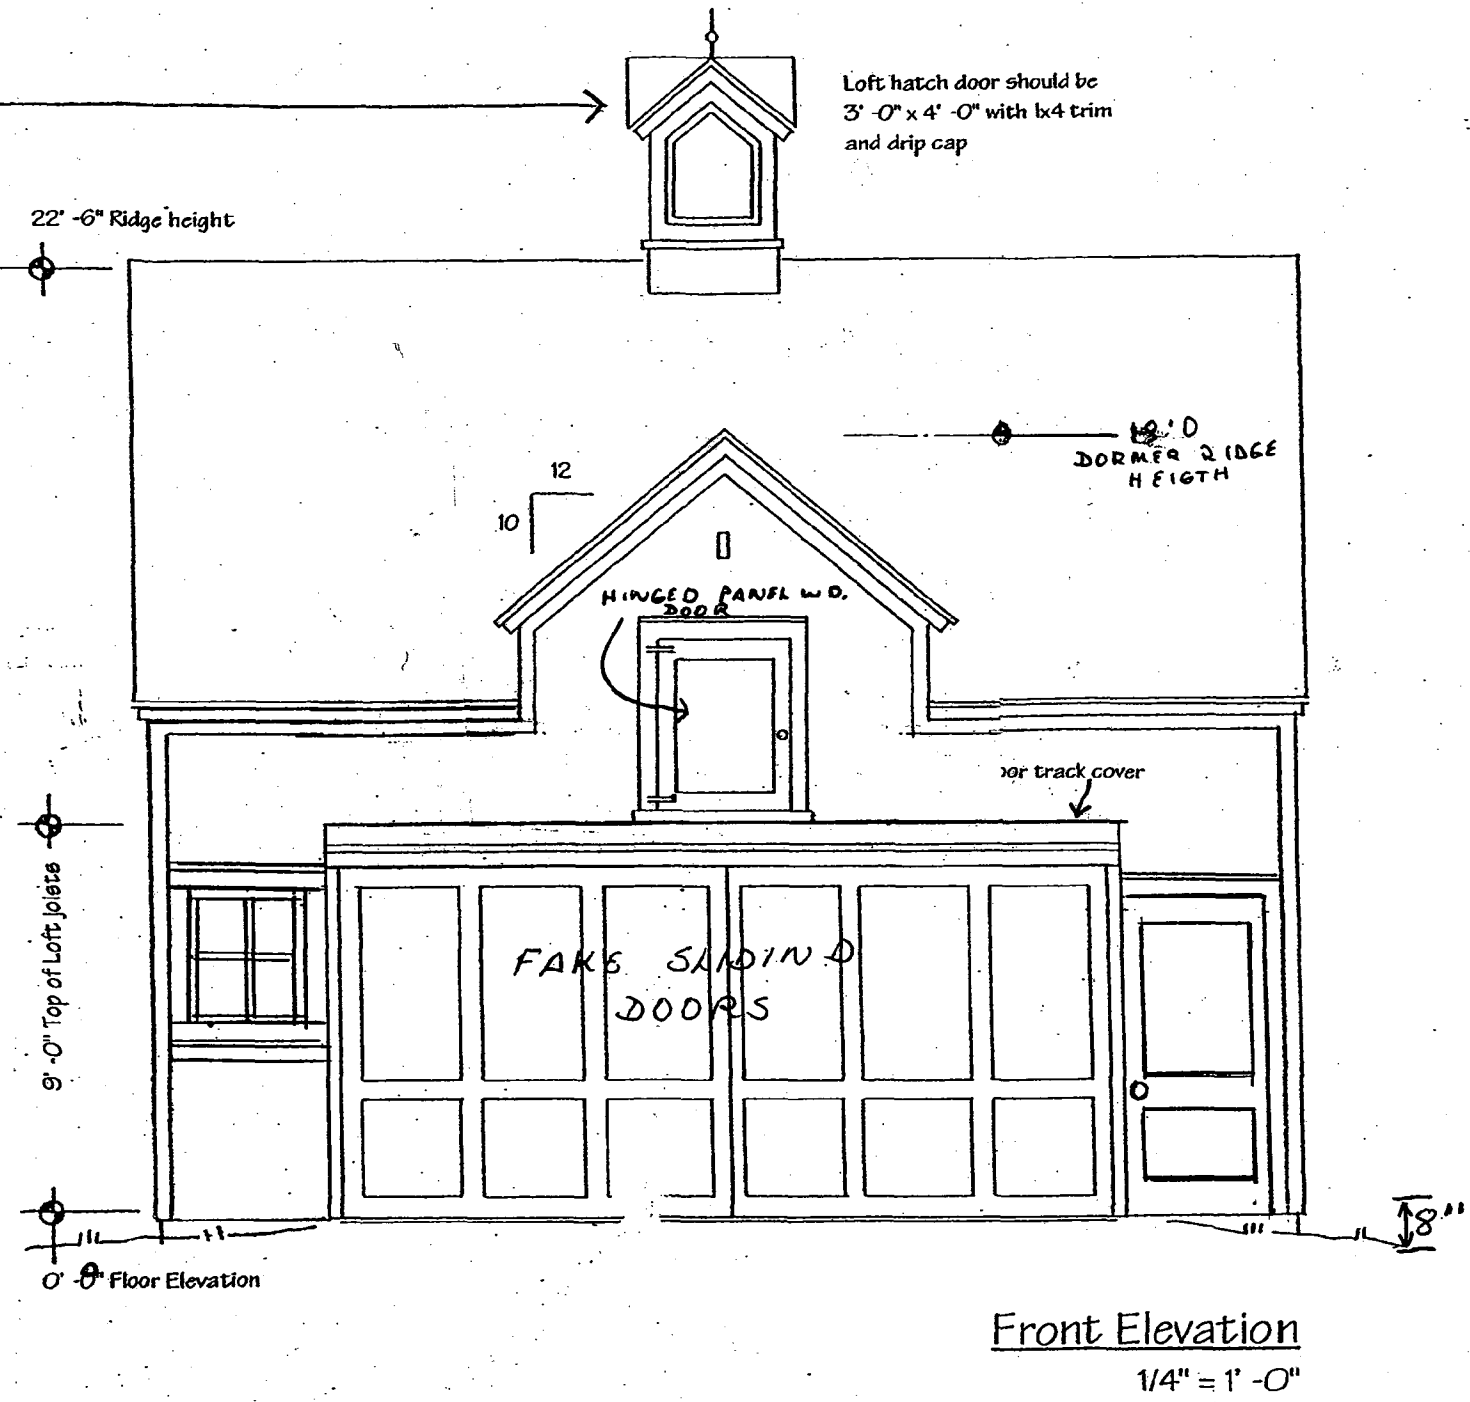 Loft hatch door should be
3' -0" x 4' -0" with 1x4 trim
and drip cap
22' -6" Ridge height
DORMER RIDGE
HEIGTH
12
10
HINGED PANEL WD.
DOOR
or track cover
9' -0" Top of Loft Joists
FAKE SLIDIND
DOORS
8"
0' -0" Floor Elevation
Front Elevation
1/4" = 1' -0"